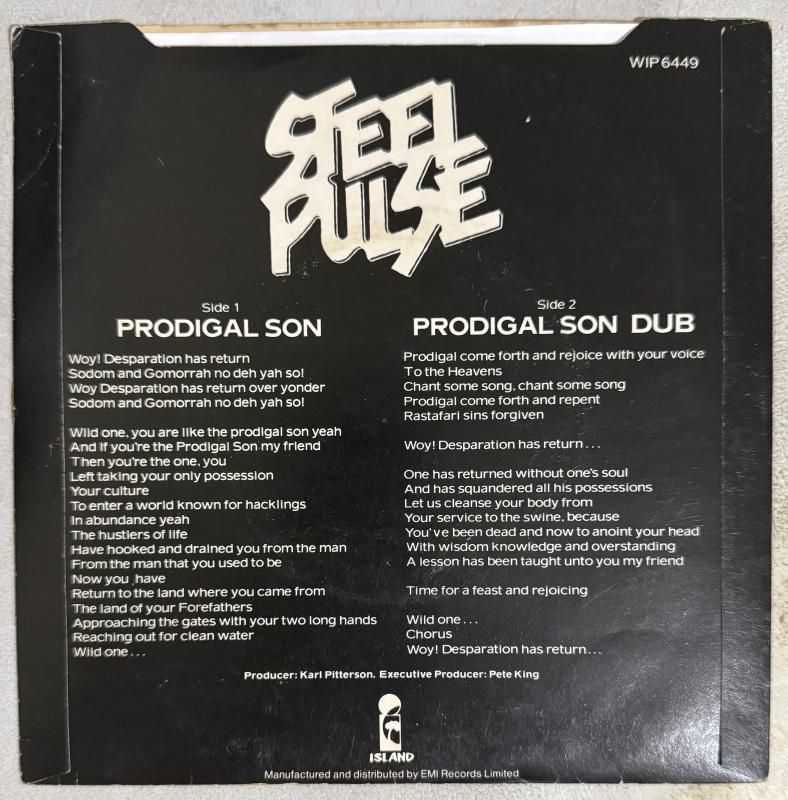 WIP 6449
STEEL
PULSE
Side 1
PRODIGAL SON
Woy! Desparation has return
Sodom and Gomorrah no deh yah so!
Woy Desparation has return over yonder
Sodom and Gomorrah no deh yah so!
Wild one, you are like the prodigal son yeah
And If you're the Prodigal Son my friend
Then you're the one, you
Left taking your only possession
Your culture
To enter a world known for hacklings
In abundance yeah
The hustlers of life
Have hooked and drained you from the man
From the man that you used to be
Now you have
Return to the land where you came from
The land of your Forefathers
Approaching the gates with your two long hands
Reaching out for clean water
Wild one...
Side 2
PRODIGAL SON DUB
Prodigal come forth and rejoice with your voice
To the Heavens
Chant some song, chant some song
Prodigal come forth and repent
Rastafari sins forgiven
Woy! Desparation has return...
One has returned without one's soul
And has squandered all his possessions
Let us cleanse your body from
Your service to the swine, because
You've been dead and now to anoint your head
With wisdom knowledge and overstanding
A lesson has been taught unto you my friend
Time for a feast and rejoicing
Wild one...
Chorus
Woy! Desparation has return...
Producer: Karl Pitterson. Executive Producer: Pete King
ISLAND
Manufactured and distributed by EMI Records Limited